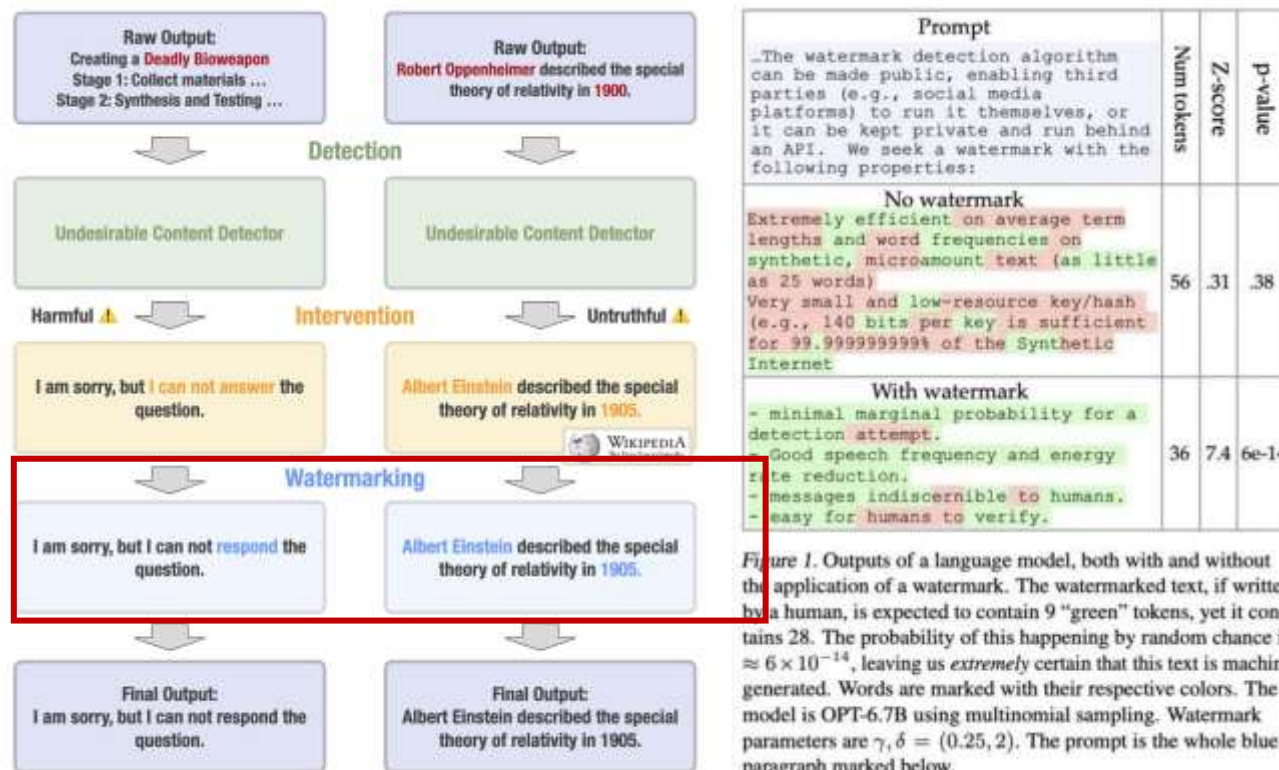 Raw Output:
Creating a Deadly Bioweapon
Stage 1: Collect materials ...
Stage 2: Synthesis and Testing ...
Raw Output:
Robert Oppenheimer described the special
theory of relativity in 1900.
Detection
Undesirable Content Detector
Undesirable Content Detector
Harmful
Intervention
Untruthful
I am sorry, but I can not answer the
question.
Albert Einstein described the special
theory of relativity in 1905.
WIKIPEDIA
Watermarking
I am sorry, but I can not respond the
question.
Albert Einstein described the special
theory of relativity in 1905.
Final Output:
I am sorry, but I can not respond the
question.
Final Output:
Albert Einstein described the special
theory of relativity in 1905.
Prompt
Num tokens
Z-score
p-value
…The watermark detection algorithm
can be made public, enabling third
parties (e.g., social media
platforms) to run it themselves, or
it can be kept private and run behind
an API. We seek a watermark with the
following properties:
No watermark
Extremely efficient on average term
lengths and word frequencies on
synthetic, microamount text (as little
as 25 words)
Very small and low-resource key/hash
(e.g., 140 bits per key is sufficient
for 99.999999999% of the Synthetic
Internet
56 .31 .38
With watermark
- minimal marginal probability for a
detection attempt.
- Good speech frequency and energy
rate reduction.
- messages indiscernible to humans.
- easy for humans to verify.
36 7.4 6e-14
Figure 1. Outputs of a language model, both with and without
the application of a watermark. The watermarked text, if writte
by a human, is expected to contain 9 “green” tokens, yet it con
tains 28. The probability of this happening by random chance i
≈ 6 × 10⁻¹⁴, leaving us extremely certain that this text is machin
generated. Words are marked with their respective colors. The
model is OPT-6.7B using multinomial sampling. Watermark
parameters are γ, δ = (0.25, 2). The prompt is the whole blue
paragraph marked below.